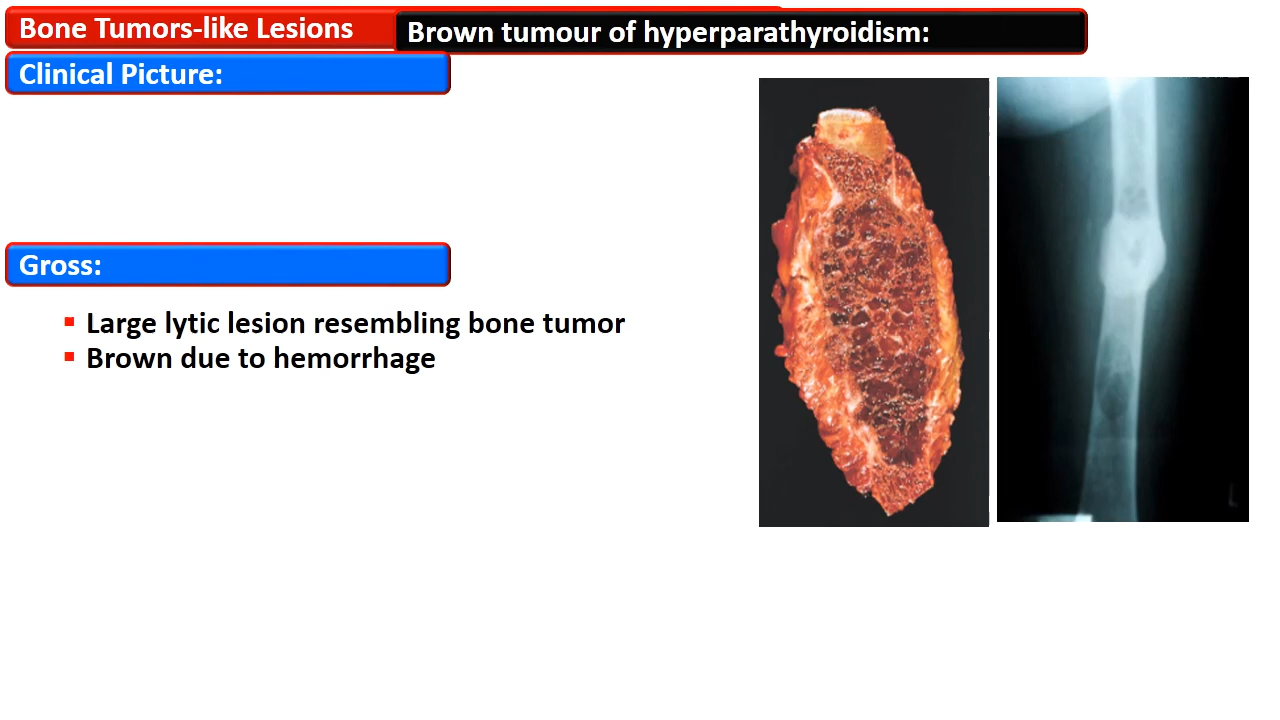 Bone Tumors-like Lesions
Brown tumour of hyperparathyroidism:
Clinical Picture:
Gross:
Large lytic lesion resembling bone tumor
Brown due to hemorrhage
L